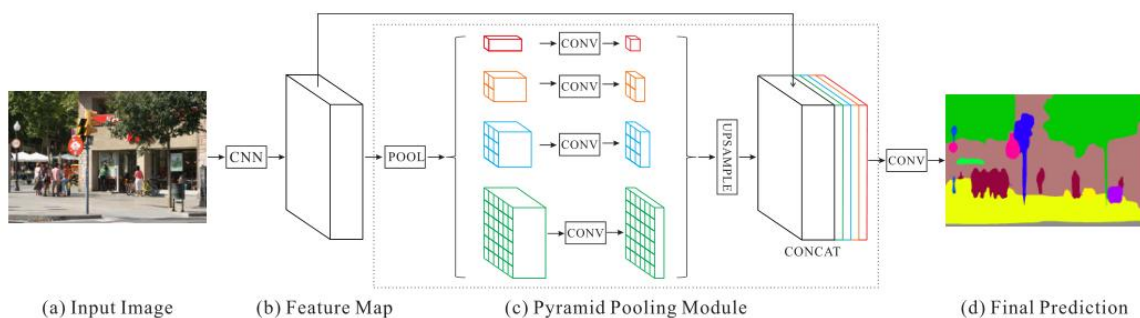 CNN
POOL
CONV
CONV
CONV
CONV
UPSAMPLE
CONCAT
CONV
(a) Input Image
(b) Feature Map
(c) Pyramid Pooling Module
(d) Final Prediction